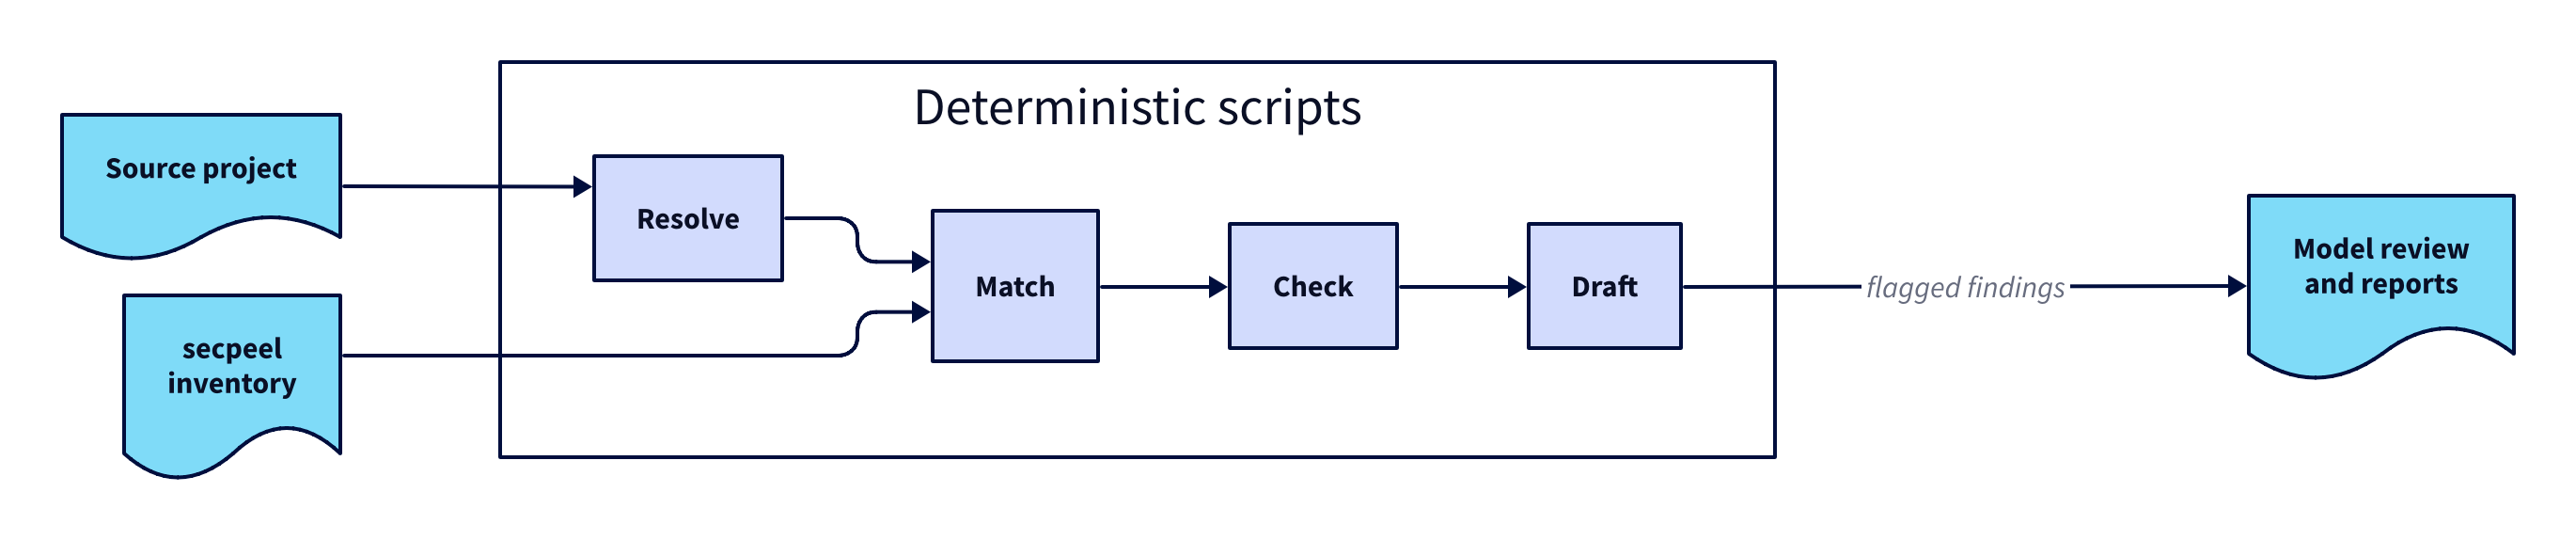 Deterministic scripts
Source project
Resolve
secpeel
inventory
Match
Check
Draft
flagged findings
Model review
and reports